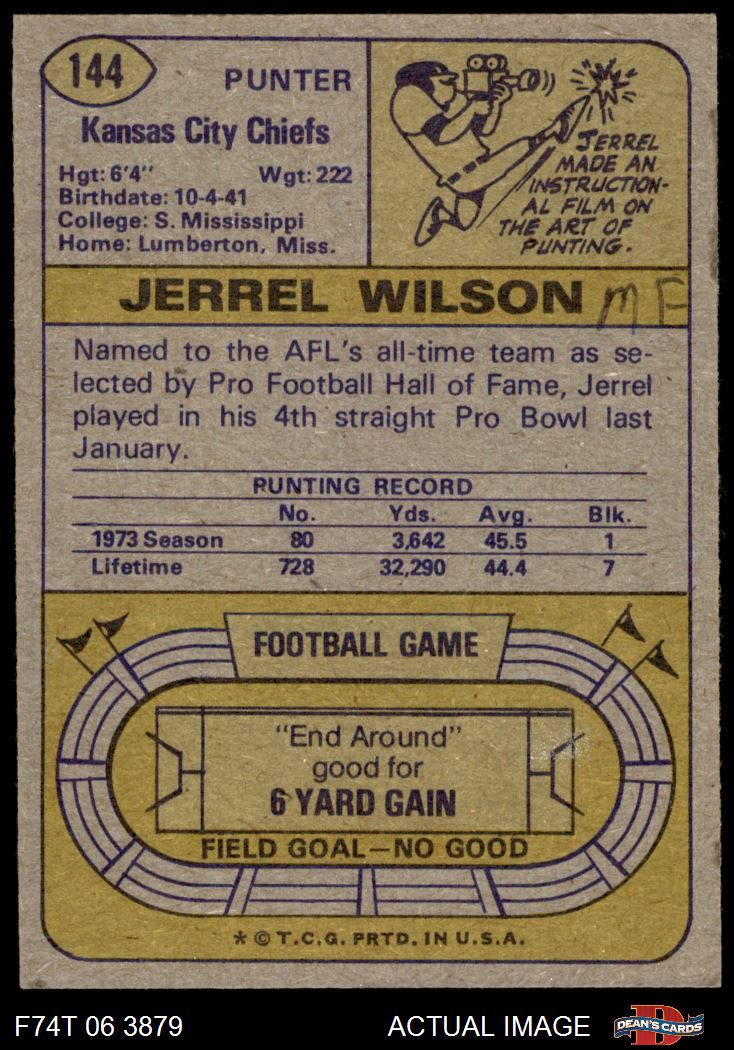 144
PUNTER
Kansas City Chiefs
Hgt: 6'4" Wgt: 222
Birthdate: 10-4-41
College: S. Mississippi
Home: Lumberton, Miss.
JERREL
MADE AN
INSTRUCTION-
AL FILM ON
THE ART OF
PUNTING.
JERREL WILSON MF
Named to the AFL's all-time team as se-
lected by Pro Football Hall of Fame, Jerrel
played in his 4th straight Pro Bowl last
January.
PUNTING RECORD
No. Yds. Avg. Blk.
1973 Season 80 3,642 45.5 1
Lifetime 728 32,290 44.4 7
FOOTBALL GAME
"End Around"
good for
6 YARD GAIN
FIELD GOAL—NO GOOD
* © T.C.G. PRTD. IN U.S.A.
F74T 06 3879 ACTUAL IMAGE DEAN'S CARDS